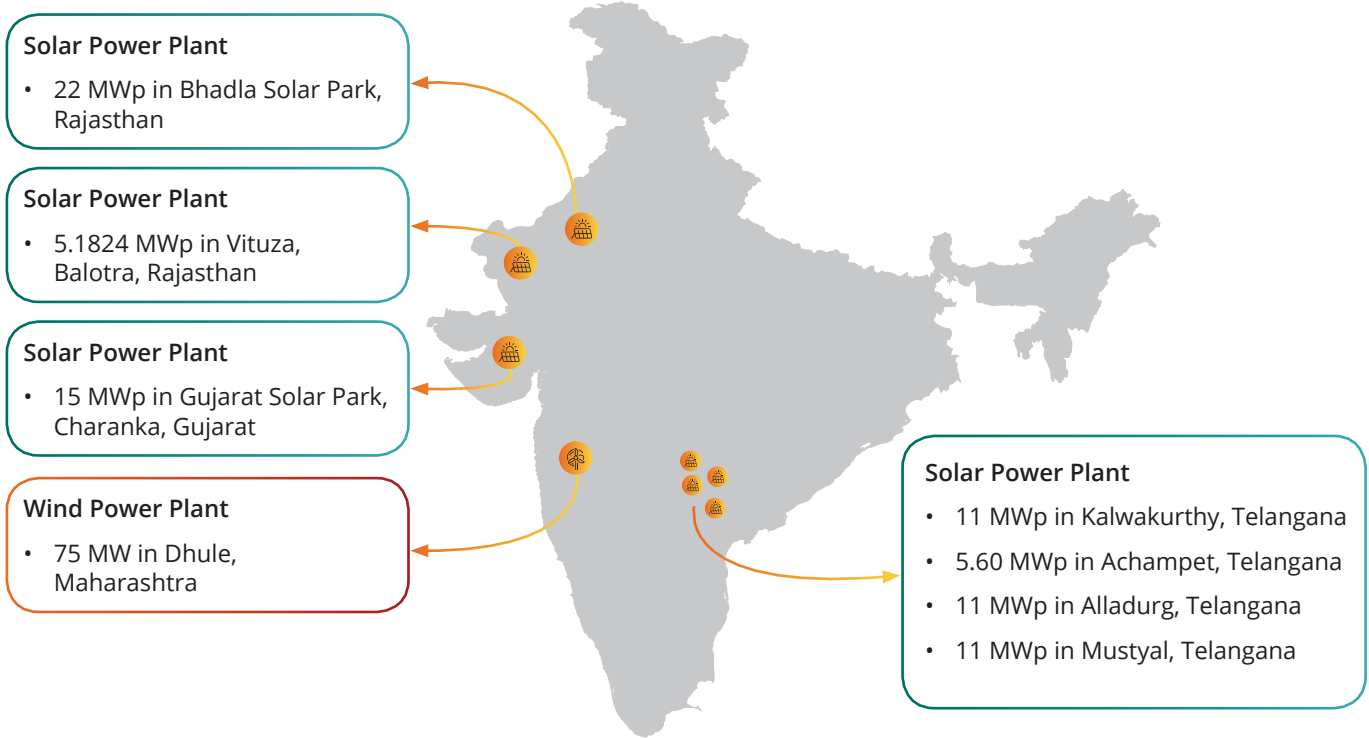 Solar Power Plant
• 22 MWp in Bhadla Solar Park,
Rajasthan
Solar Power Plant
• 5.1824 MWp in Vituza,
Balotra, Rajasthan
Solar Power Plant
• 15 MWp in Gujarat Solar Park,
Charanka, Gujarat
Wind Power Plant
• 75 MW in Dhule,
Maharashtra
Solar Power Plant
• 11 MWp in Kalwakurthy, Telangana
• 5.60 MWp in Achampet, Telangana
• 11 MWp in Alladurg, Telangana
• 11 MWp in Mustyal, Telangana